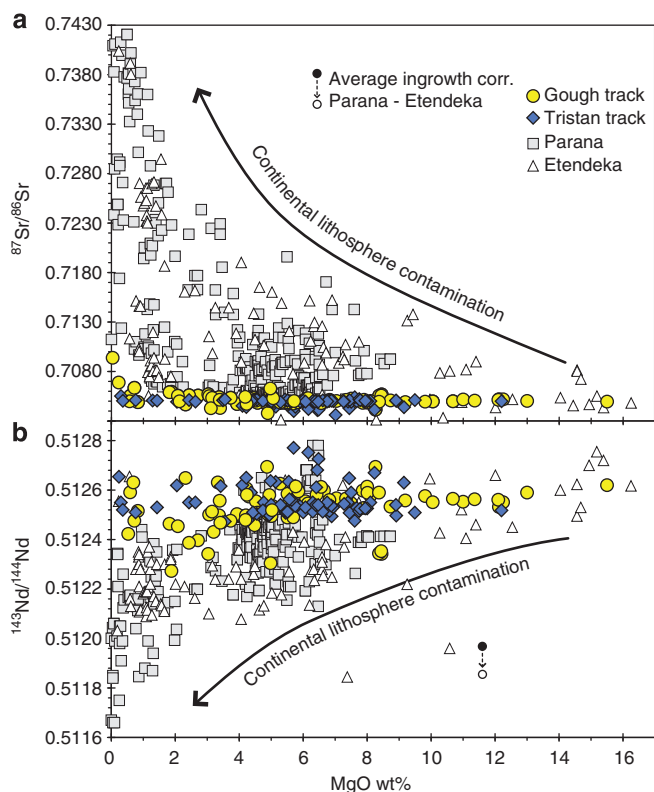 a
0.7430
0.7380
0.7330
0.7280
0.7230
0.7180
0.7130
0.7080
87Sr/86Sr
Average ingrowth corr.
Parana - Etendeka
Gough track
Tristan track
Parana
Etendeka
Continental lithosphere contamination
b
0.5128
0.5126
0.5124
0.5122
0.5120
0.5118
0.5116
143Nd/144Nd
Continental lithosphere contamination
0 2 4 6 8 10 12 14 16
MgO wt%